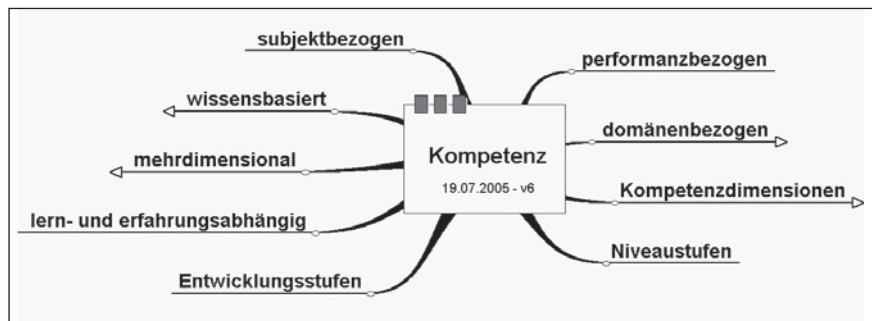 subjektbezogen
wissensbasiert
mehrdimensional
lern- und erfahrungsabhängig
Entwicklungsstufen
Kompetenz
19.07.2005 - v6
performanzbezogen
domänenbezogen
Kompetenzdimensionen
Niveaustufen